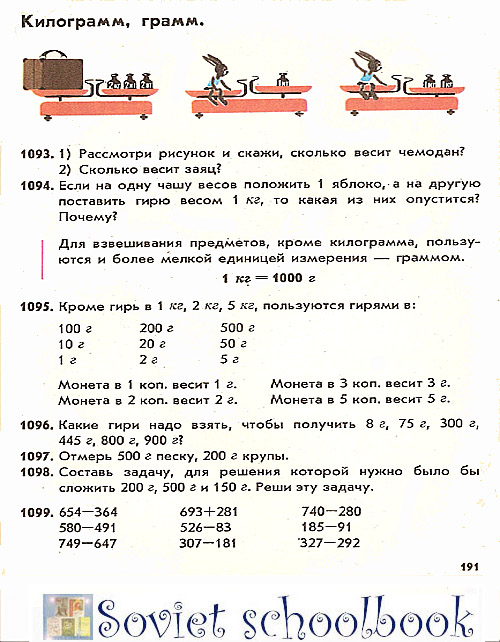 Килограмм, грамм.
1093. 1) Рассмотри рисунок и скажи, сколько весит чемодан?
2) Сколько весит заяц?
1094. Если на одну чашу весов положить 1 яблоко, а на другую
поставить гирю весом 1 кг, то какая из них опустится?
Почему?
Для взвешивания предметов, кроме килограмма, пользу-
ются и более мелкой единицей измерения — граммом.
1 кг = 1000 г
1095. Кроме гирь в 1 кг, 2 кг, 5 кг, пользуются гирями в:
100 г 200 г 500 г
10 г 20 г 50 г
1 г 2 г 5 г
Монета в 1 коп. весит 1 г. Монета в 3 коп. весит 3 г.
Монета в 2 коп. весит 2 г. Монета в 5 коп. весит 5 г.
1096. Какие гири надо взять, чтобы получить 8 г, 75 г, 300 г,
445 г, 800 г, 900 г?
1097. Отмерь 500 г песку, 200 г крупы.
1098. Составь задачу, для решения которой нужно было бы
сложить 200 г, 500 г и 150 г. Реши эту задачу.
1099. 654—364 693+281 740—280
580—491 526—83 185—91
749—647 307—181 327—292
191
Soviet schoolbook